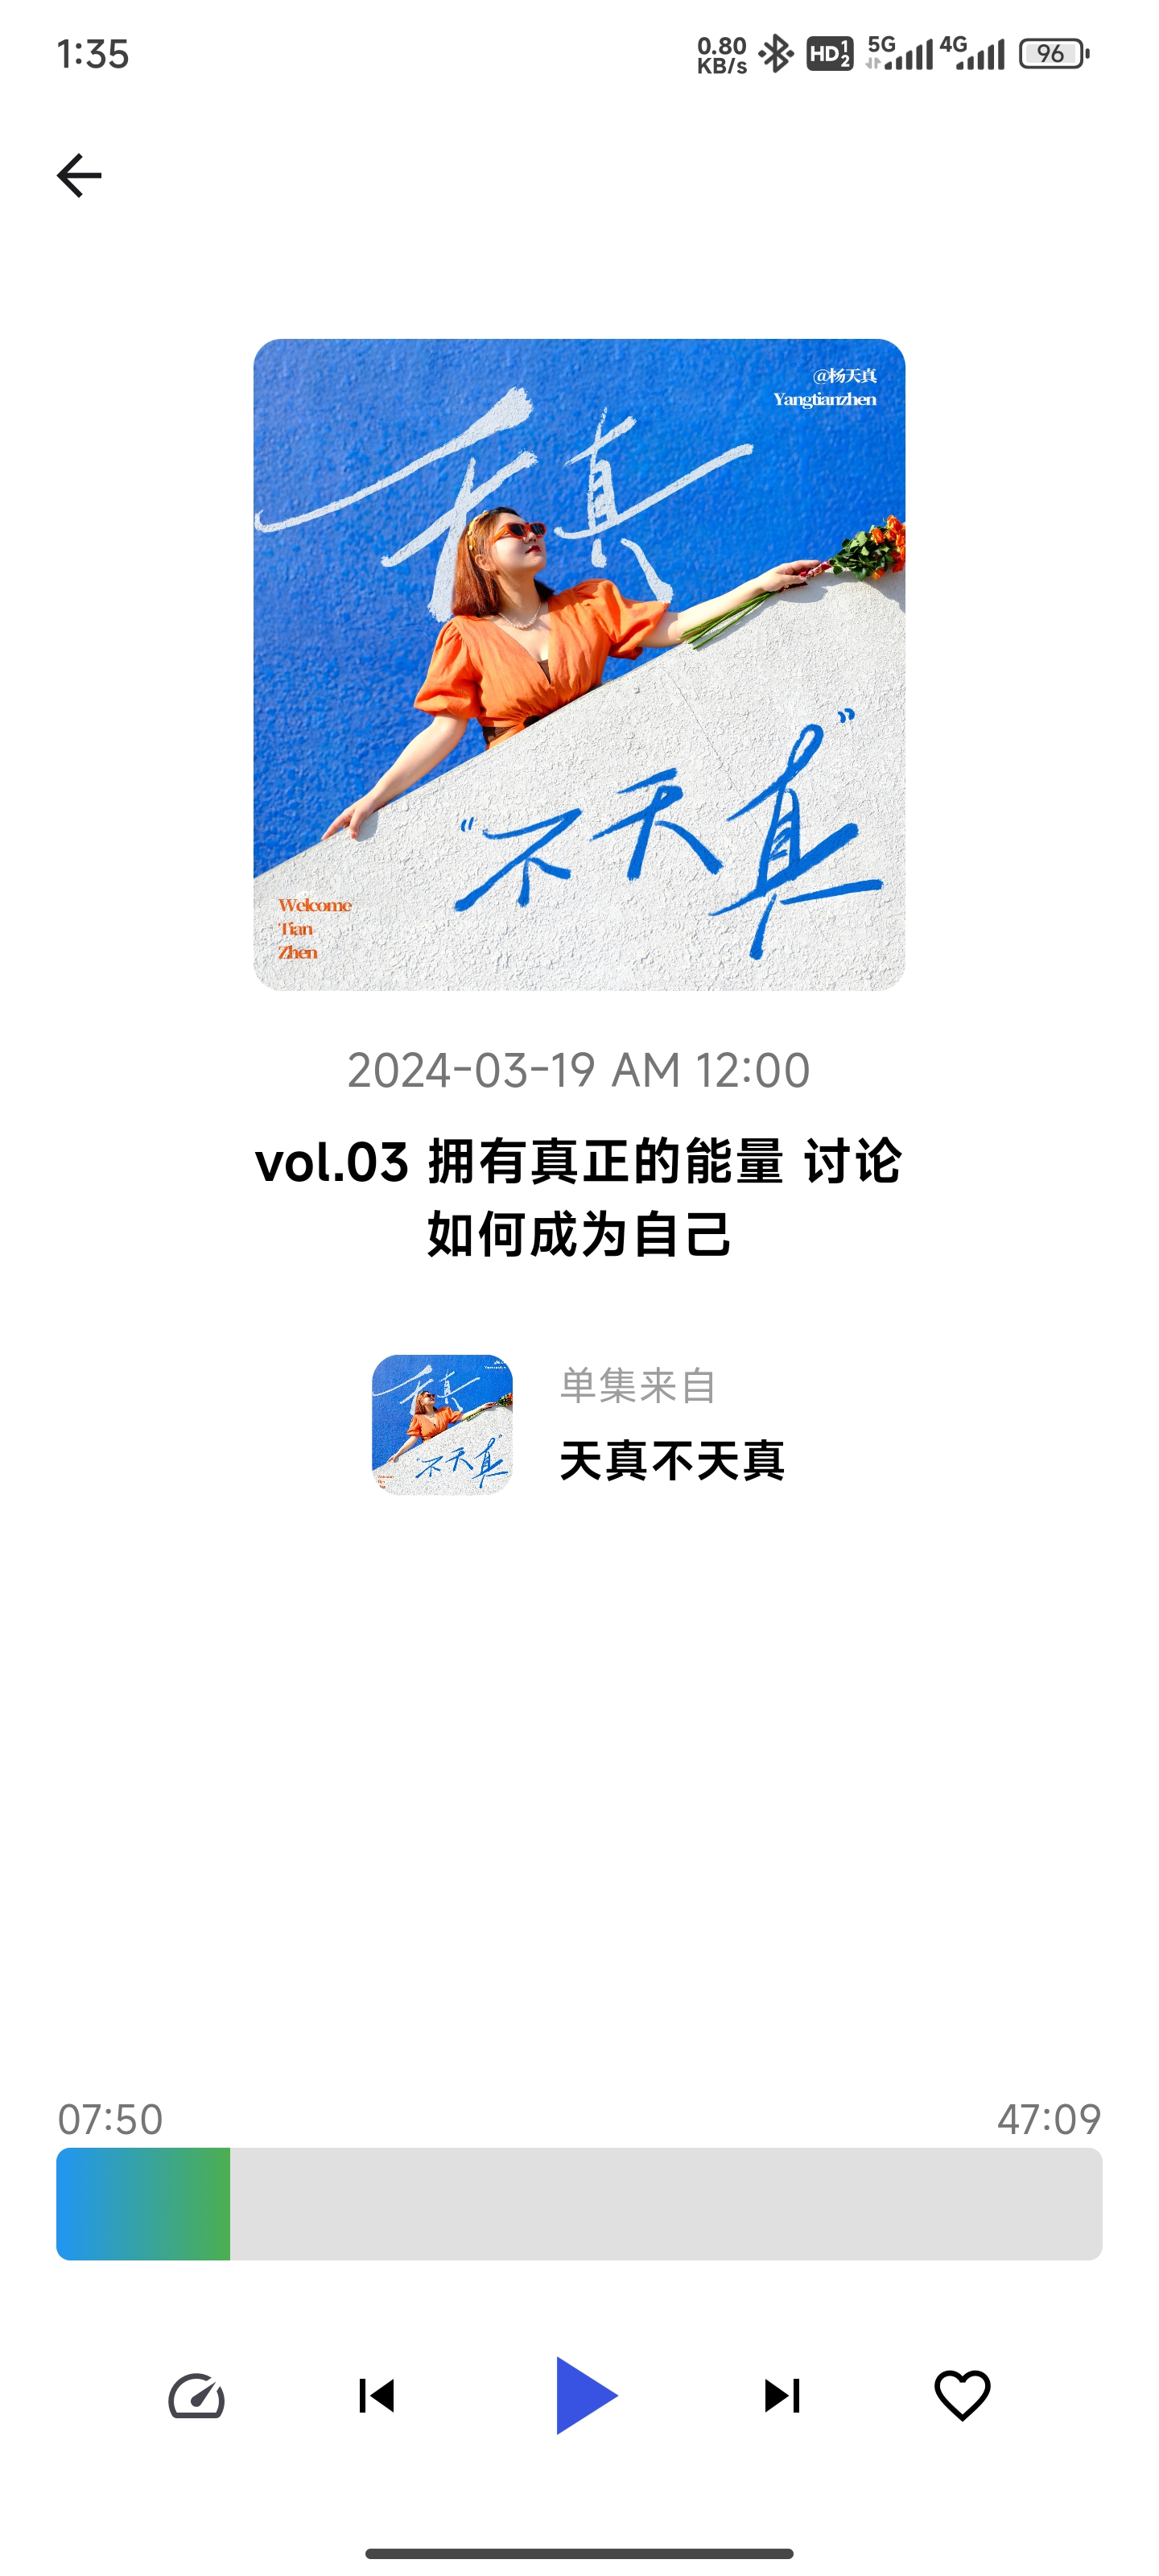 1:35
0.80
KB/s
HD 1 2
5G
4G
96
@杨天真
Yangtianzhen
天真
“不天真”
Welcome
Tian
Zhen
2024-03-19 AM 12:00
vol.03 拥有真正的能量 讨论
如何成为自己
单集来自
天真不天真
07:50
47:09